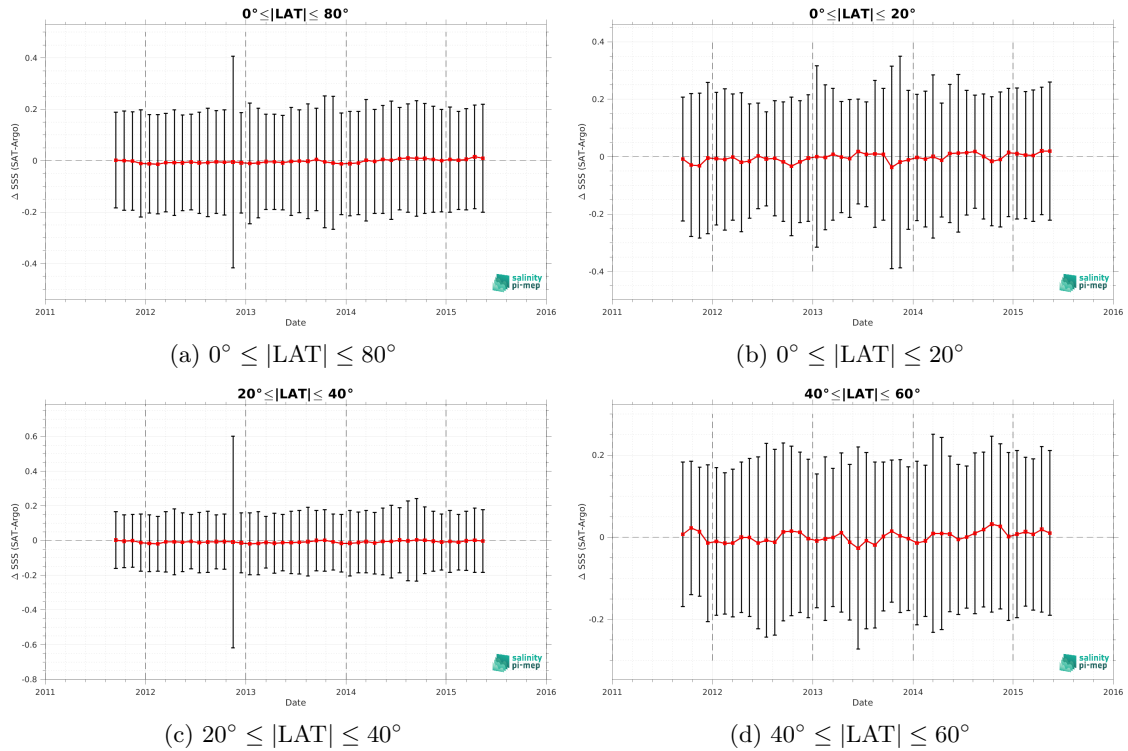 0°≤|LAT|≤ 80°
Δ SSS (SAT-Argo)
0.4
0.2
0
-0.2
-0.4
2011 2012 2013 2014 2015 2016
Date
salinity
pi-mep
(a) 0° ≤ |LAT| ≤ 80°
0°≤|LAT|≤ 20°
Δ SSS (SAT-Argo)
0.4
0.2
0
-0.2
-0.4
2011 2012 2013 2014 2015 2016
Date
salinity
pi-mep
(b) 0° ≤ |LAT| ≤ 20°
20°≤|LAT|≤ 40°
Δ SSS (SAT-Argo)
0.6
0.4
0.2
0
-0.2
-0.4
-0.6
-0.8
2011 2012 2013 2014 2015 2016
Date
salinity
pi-mep
(c) 20° ≤ |LAT| ≤ 40°
40°≤|LAT|≤ 60°
Δ SSS (SAT-Argo)
0.2
0
-0.2
2011 2012 2013 2014 2015 2016
Date
salinity
pi-mep
(d) 40° ≤ |LAT| ≤ 60°